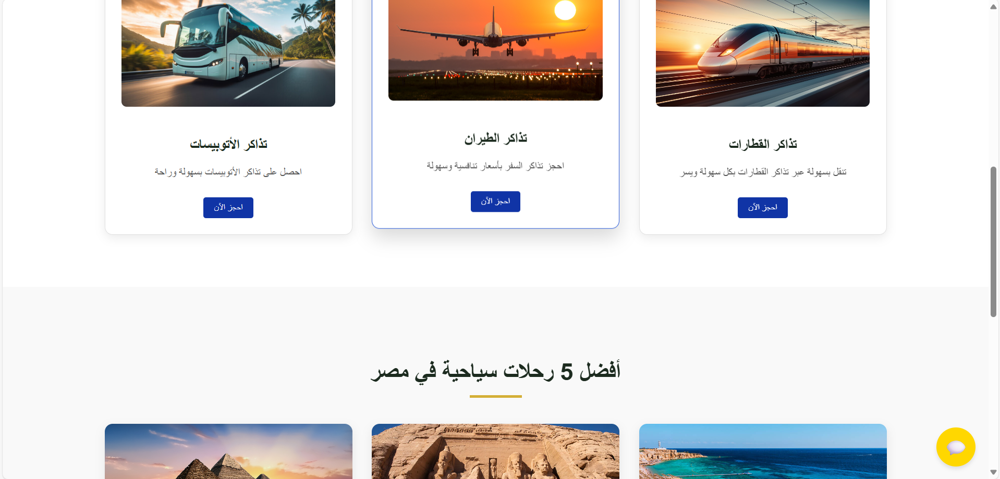 تذاكر القطارات
تنقل بسهولة عبر تذاكر القطارات بكل سهولة ويسر
احجز الآن
تذاكر الطيران
احجز تذاكر السفر بأسعار تنافسية وسهولة
احجز الآن
تذاكر الأتوبيسات
احصل على تذاكر الأتوبيسات بسهولة وراحة
احجز الآن
أفضل 5 رحلات سياحية في مصر